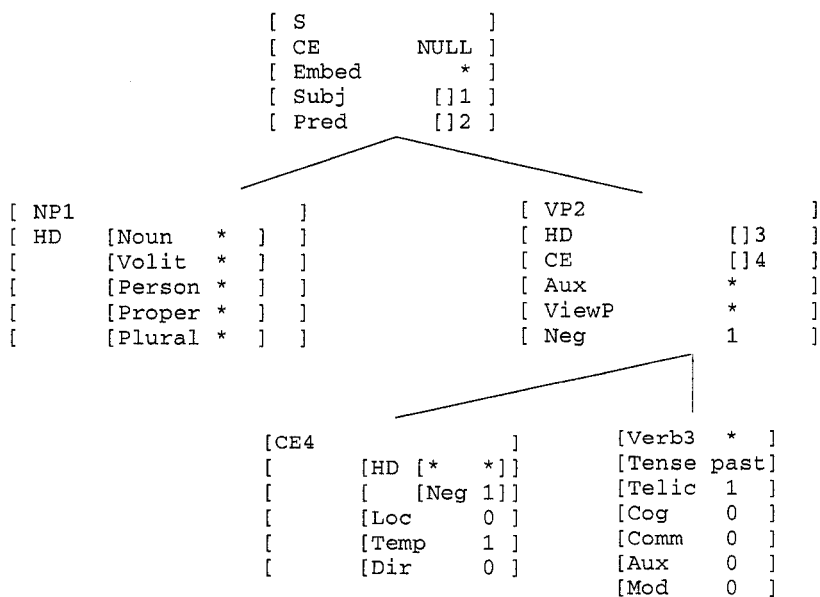 [ S ]
[ CE NULL ]
[ Embed * ]
[ Subj []1 ]
[ Pred []2 ]
[ NP1 ]
[ HD [Noun * ] ]
[ [Volit * ] ]
[ [Person * ] ]
[ [Proper * ] ]
[ [Plural * ] ]
[ VP2 ]
[ HD []3 ]
[ CE []4 ]
[ Aux * ]
[ ViewP * ]
[ Neg 1 ]
[CE4 ]
[ [HD [* *]]
[ [ [Neg 1]]
[ [Loc 0 ]
[ [Temp 1 ]
[ [Dir 0 ]
[Verb3 * ]
[Tense past]
[Telic 1 ]
[Cog 0 ]
[Comm 0 ]
[Aux 0 ]
[Mod 0 ]